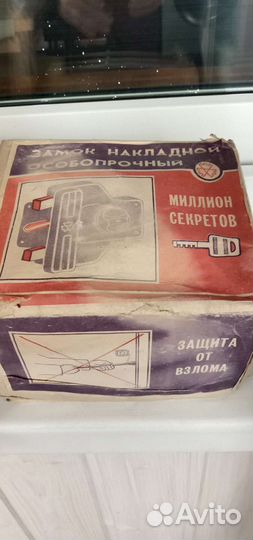 ЗАМОК НАКЛАДНОЙ
ОСОБОПРОЧНЫЙ
МИЛЛИОН
СЕКРЕТОВ
ЗАЩИТА
ОТ
ВЗЛОМА
Avito